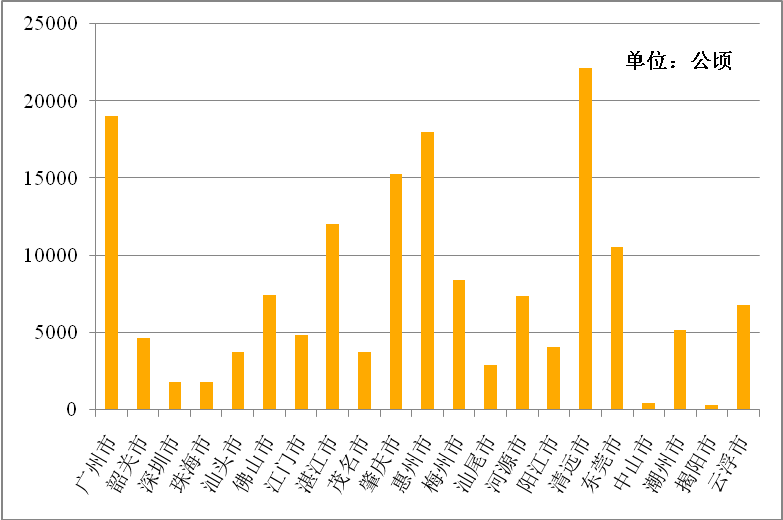 25000
单位：公顷
20000
15000
10000
5000
0
广州市
韶关市
深圳市
珠海市
汕头市
佛山市
江门市
湛江市
茂名市
肇庆市
惠州市
梅州市
汕尾市
河源市
阳江市
清远市
东莞市
中山市
潮州市
揭阳市
云浮市